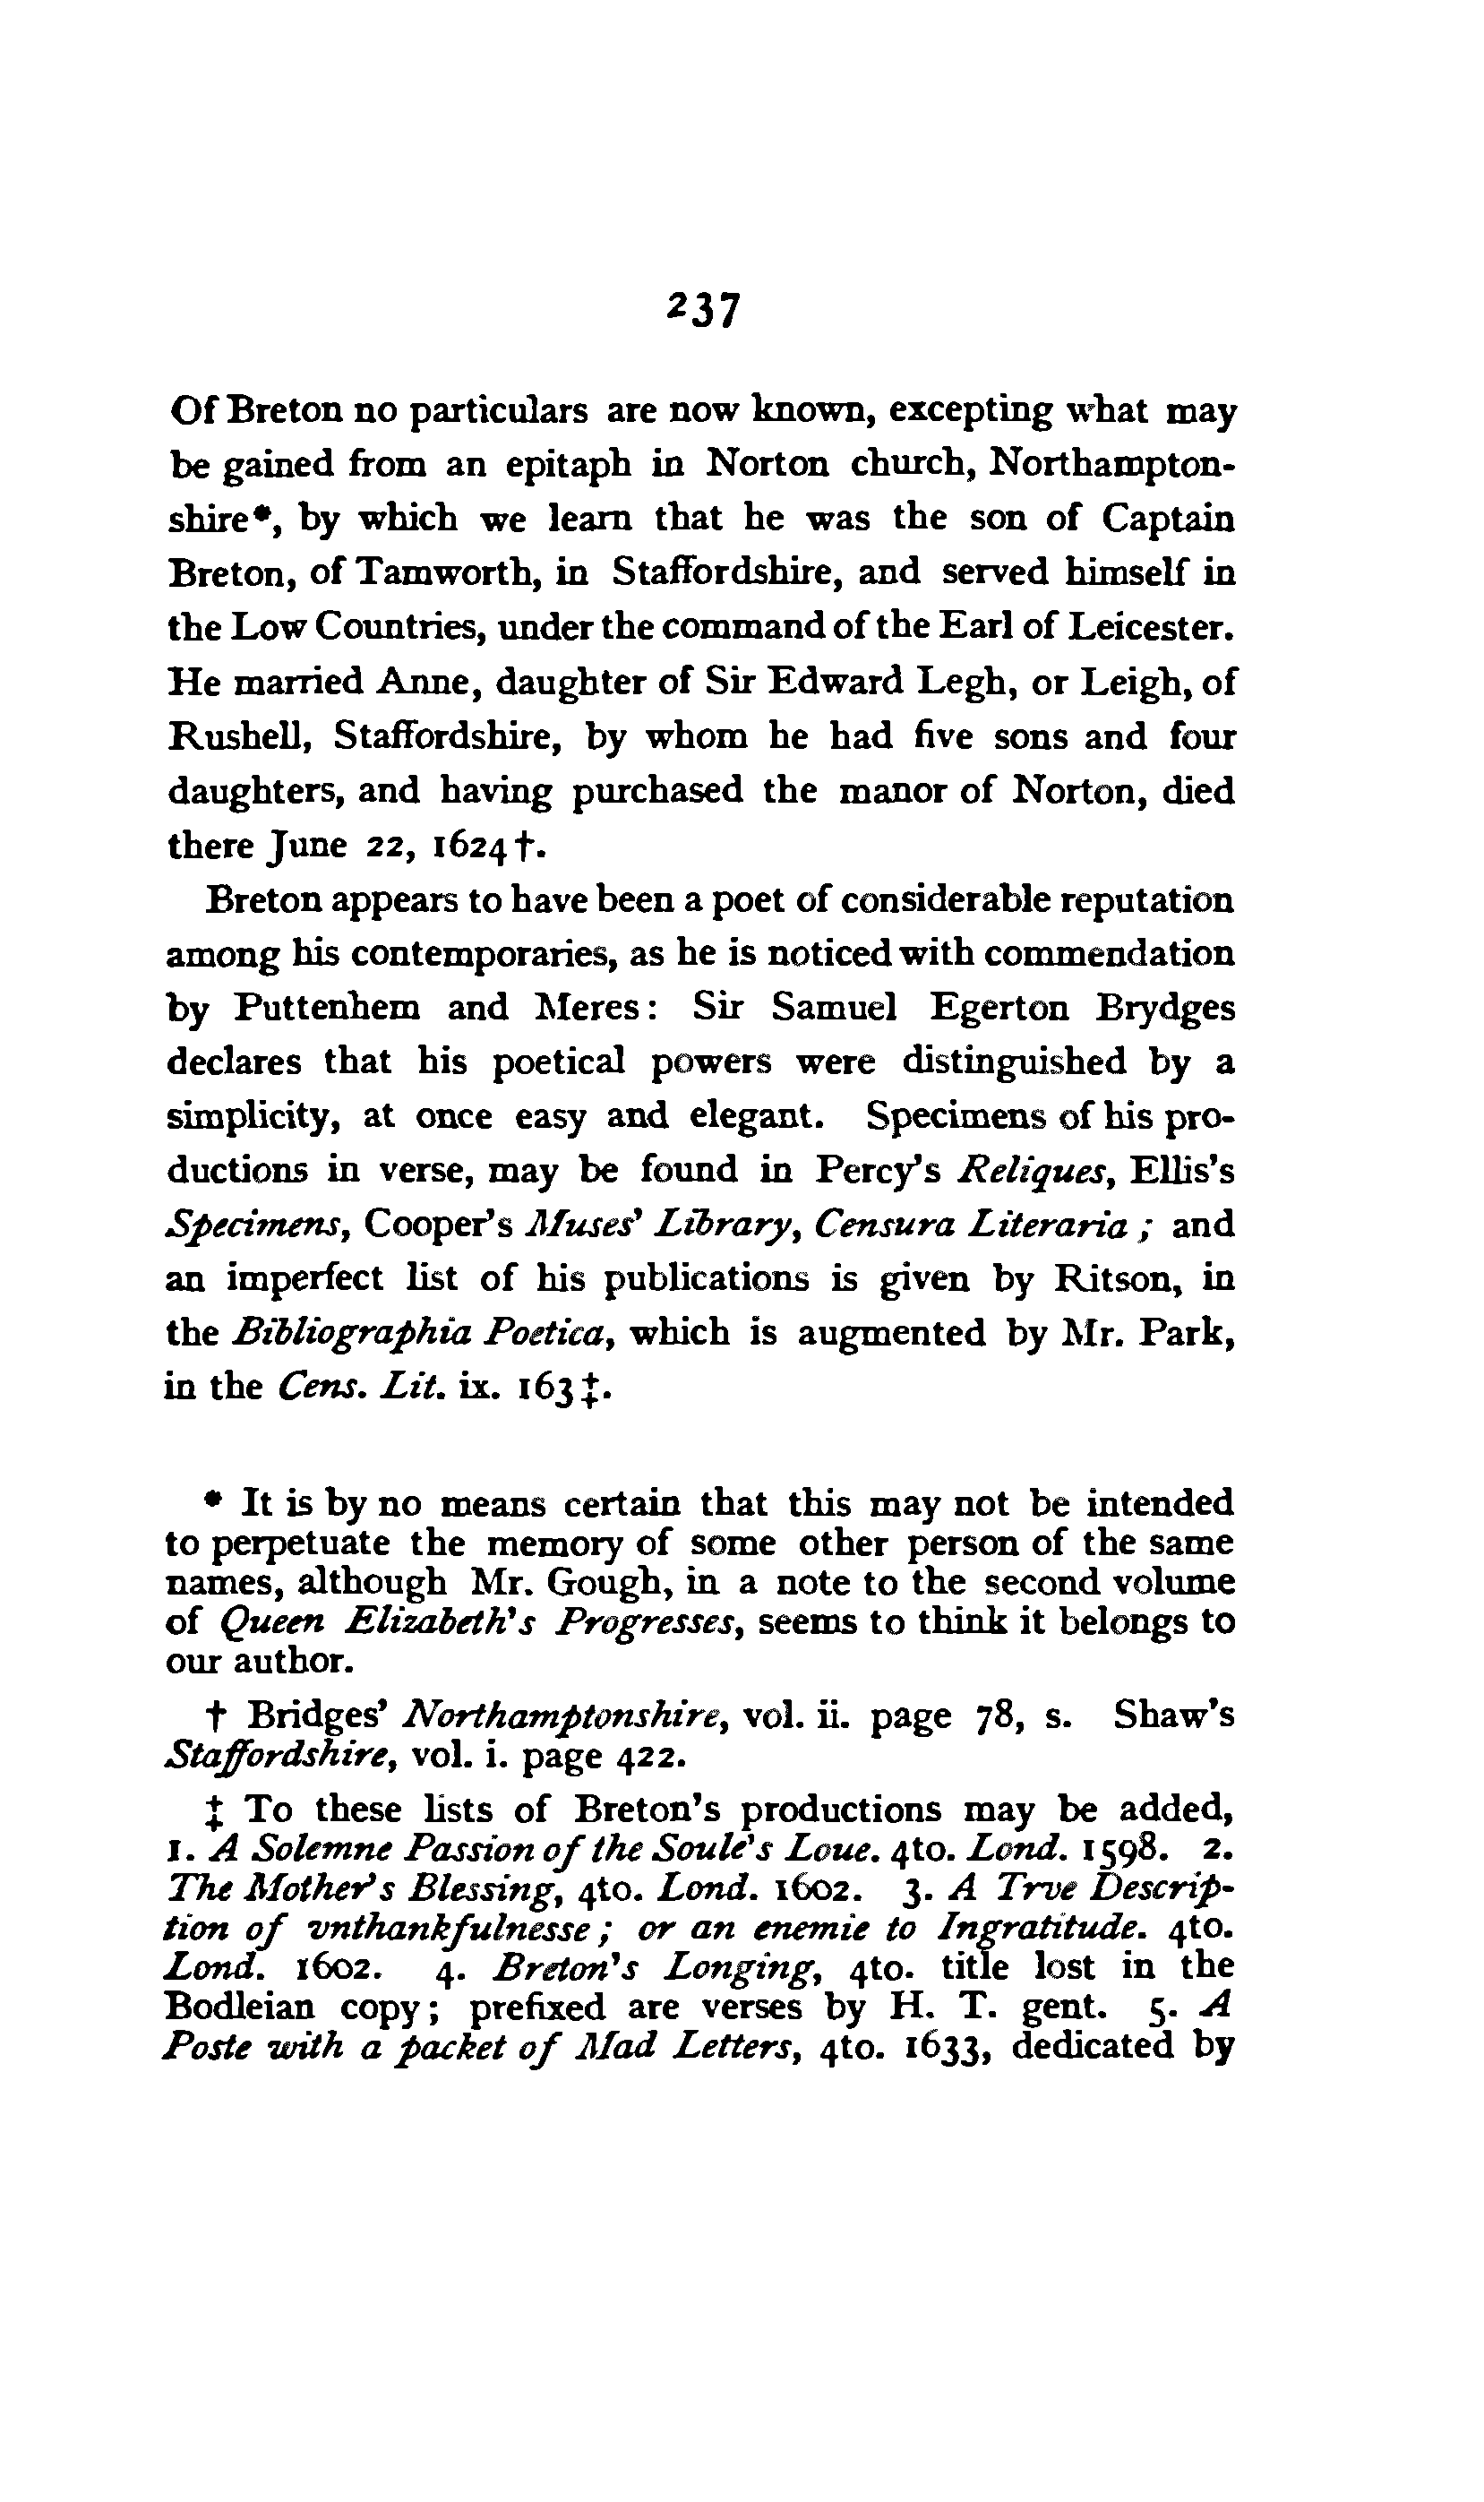 237
Of Breton no particulars are now known, excepting what may
be gained from an epitaph in Norton church, Northampton-
shire*, by which we learn that he was the son of Captain
Breton, of Tamworth, in Staffordshire, and served himself in
the Low Countries, under the command of the Earl of Leicester.
He married Anne, daughter of Sir Edward Legh, or Leigh, of
Rushell, Staffordshire, by whom he had five sons and four
daughters, and having purchased the manor of Norton, died
there June 22, 1624†.
Breton appears to have been a poet of considerable reputation
among his contemporaries, as he is noticed with commendation
by Puttenhem and Meres: Sir Samuel Egerton Brydges
declares that his poetical powers were distinguished by a
simplicity, at once easy and elegant. Specimens of his pro-
ductions in verse, may be found in Percy's Reliques, Ellis's
Specimens, Cooper's Muses' Library, Censura Literaria; and
an imperfect list of his publications is given by Ritson, in
the Bibliographia Poetica, which is augmented by Mr. Park,
in the Cens. Lit. ix. 163‡.
* It is by no means certain that this may not be intended
to perpetuate the memory of some other person of the same
names, although Mr. Gough, in a note to the second volume
of Queen Elizabeth's Progresses, seems to think it belongs to
our author.
† Bridges' Northamptonshire, vol. ii. page 78, s. Shaw's
Staffordshire, vol. i. page 422.
‡ To these lists of Breton's productions may be added,
1. A Solemne Passion of the Soule's Loue. 4to. Lond. 1598. 2.
The Mother's Blessing, 4to. Lond. 1602. 3. A Trve Descrip-
tion of vnthankfulnesse; or an enemie to Ingratitude. 4to.
Lond. 1602. 4. Breton's Longing, 4to. title lost in the
Bodleian copy; prefixed are verses by H. T. gent. 5. A
Poste with a packet of Mad Letters, 4to. 1633, dedicated by